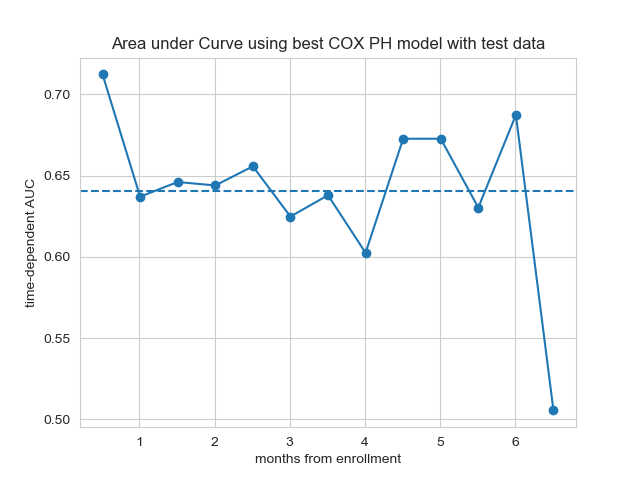 Area under Curve using best COX PH model with test data
0.70
0.65
0.60
0.55
0.50
time-dependent AUC
1 2 3 4 5 6
months from enrollment